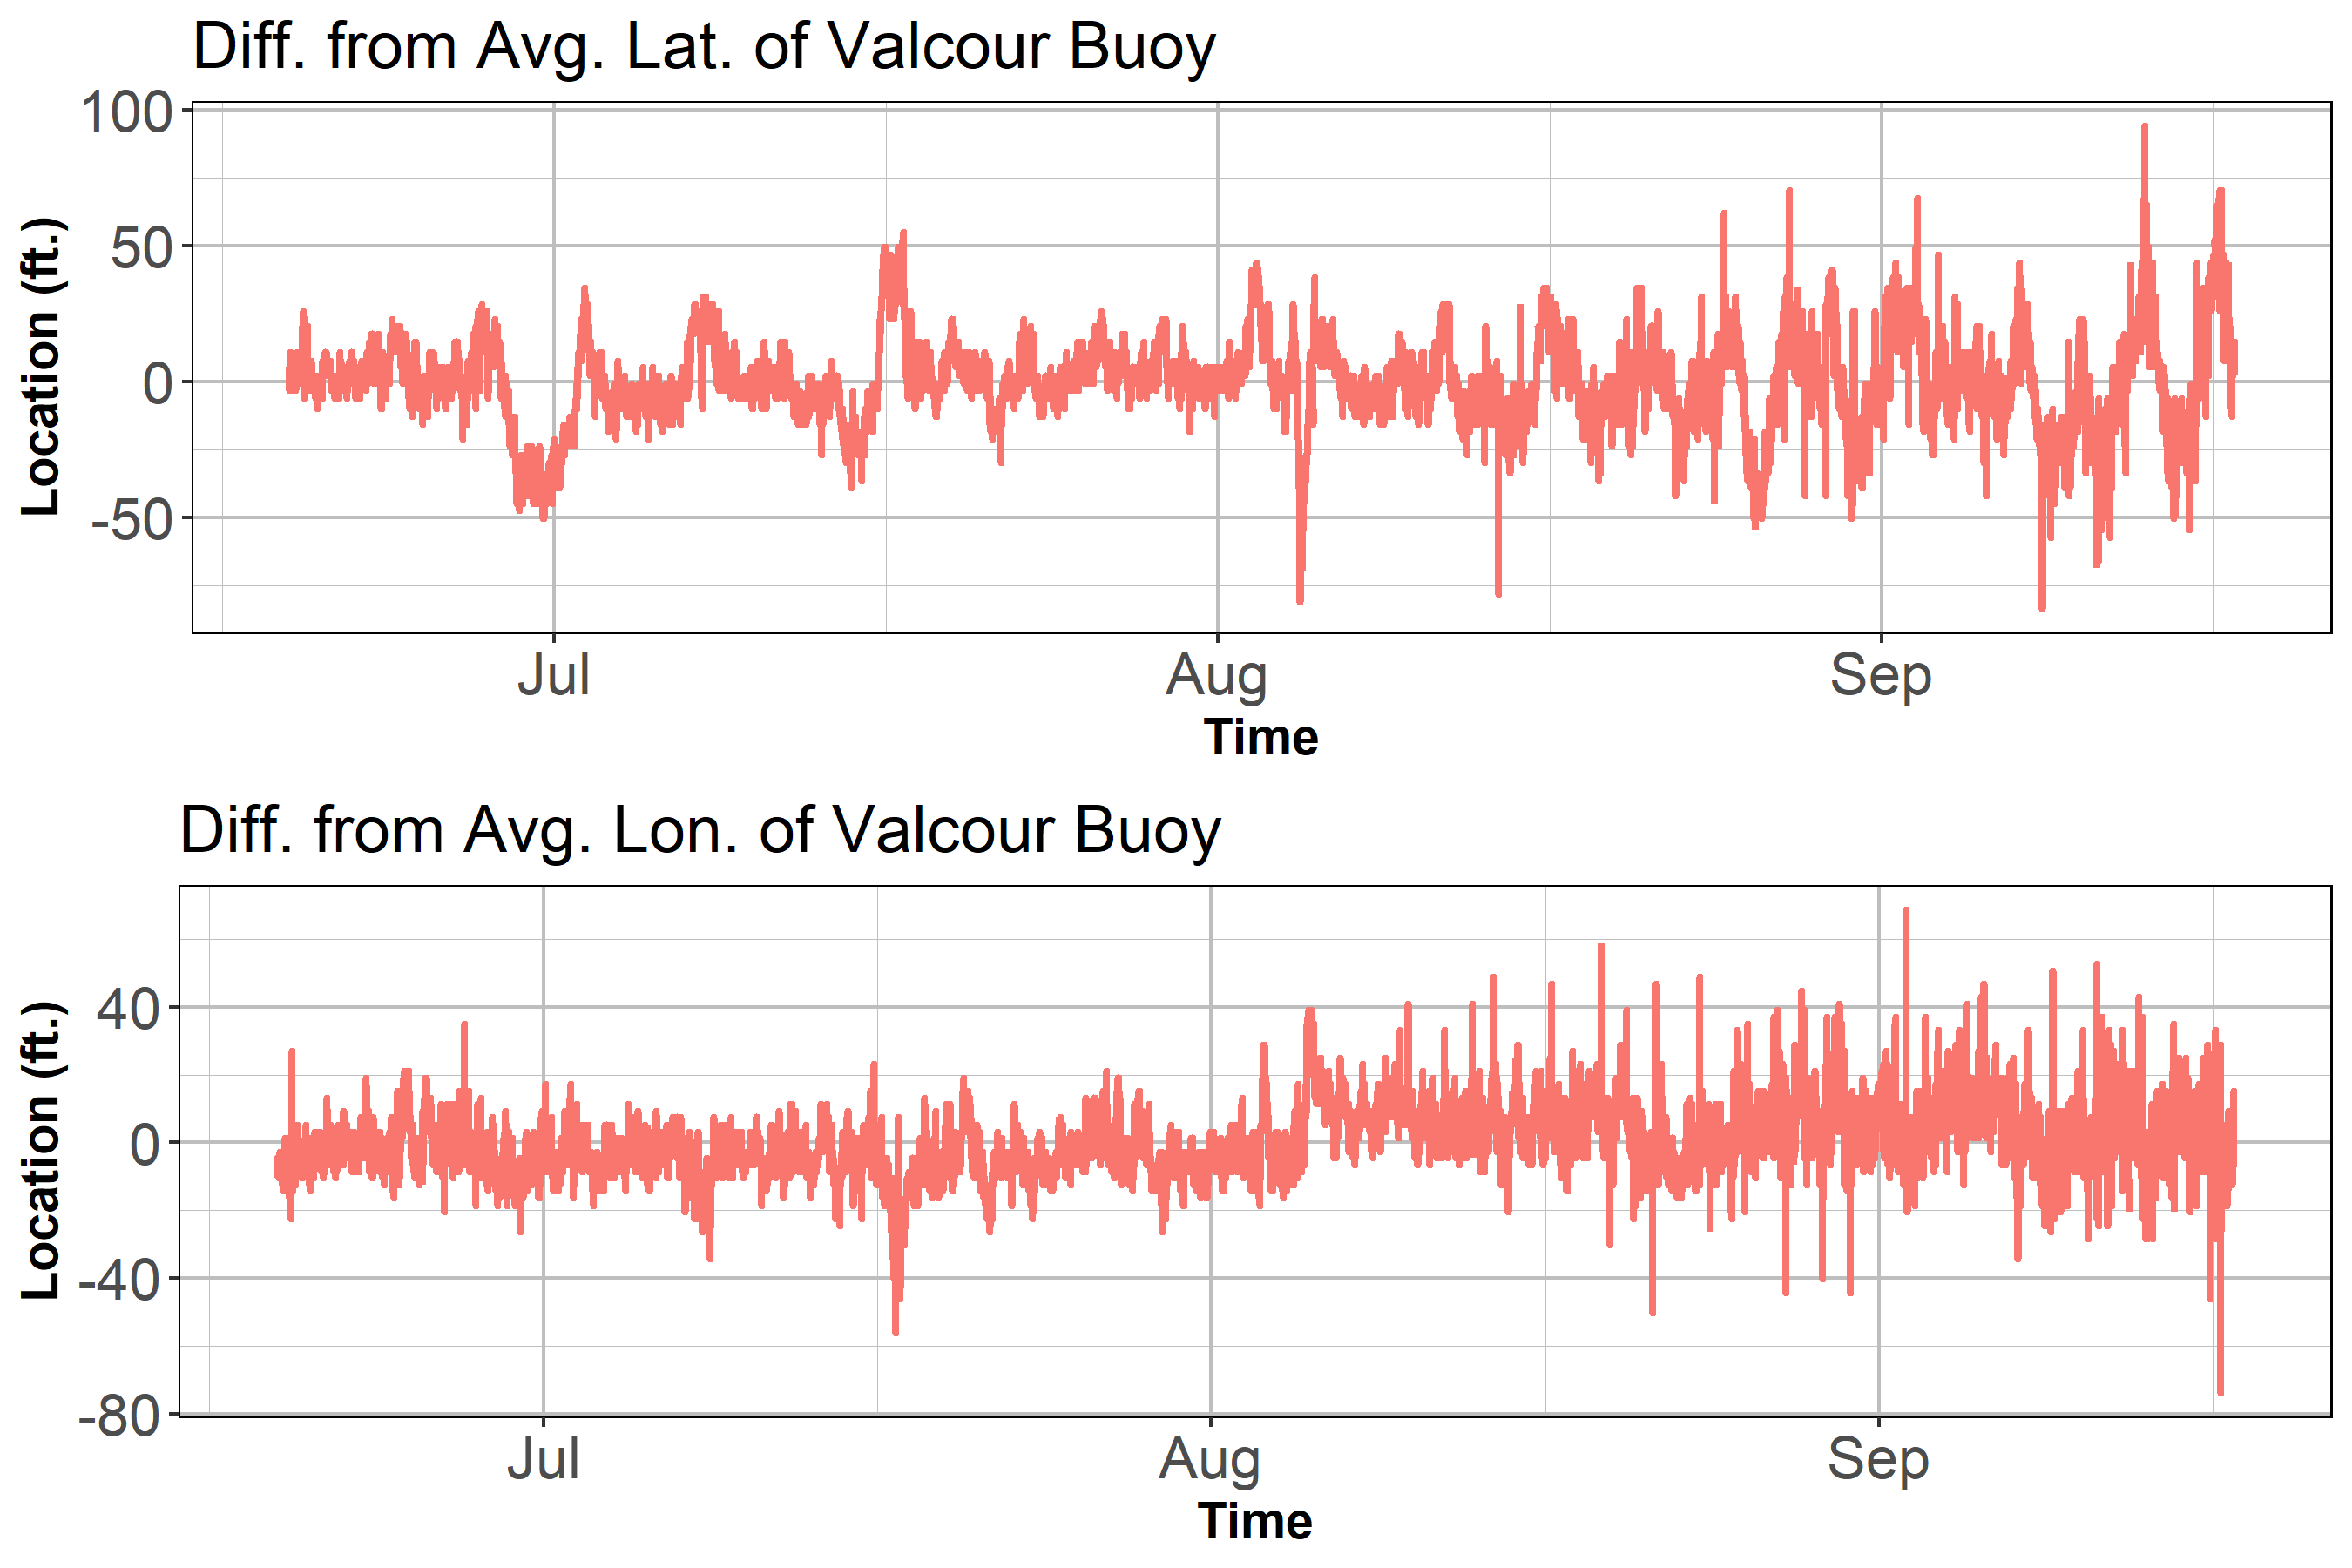 Diff. from Avg. Lat. of Valcour Buoy
100
50
0
-50
Location (ft.)
Jul Aug Sep
Time
Diff. from Avg. Lon. of Valcour Buoy
40
0
-40
-80
Location (ft.)
Jul Aug Sep
Time